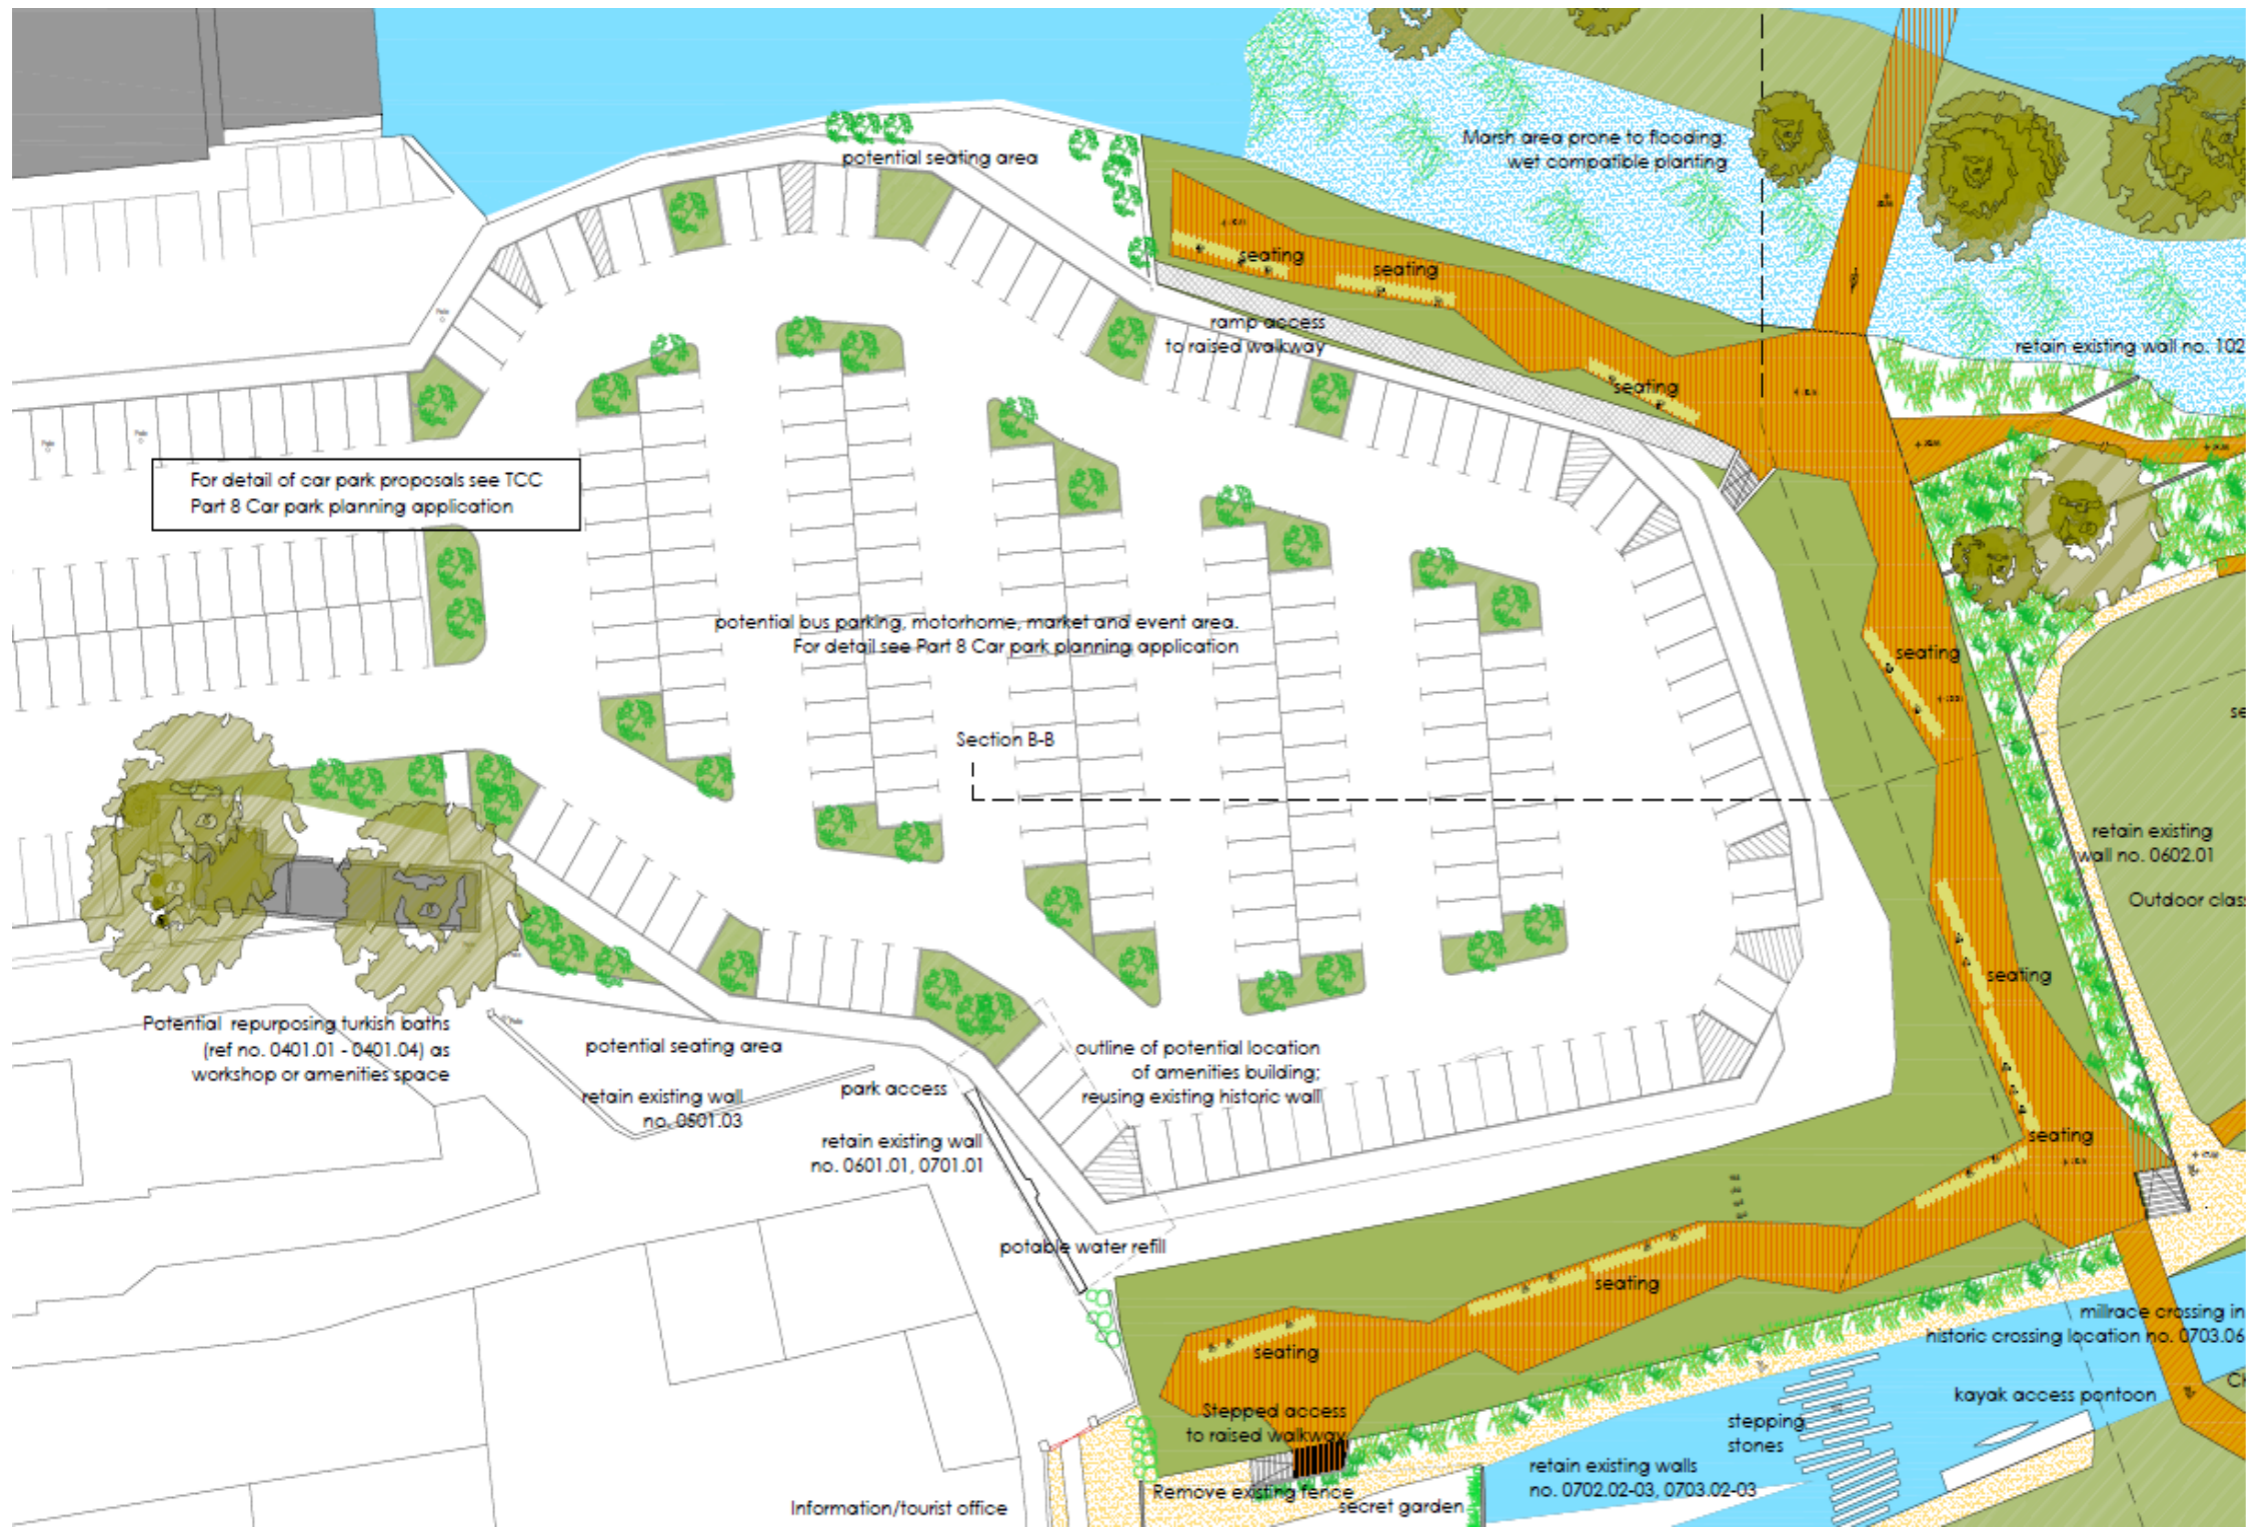 potential seating area
Marsh area prone to flooding;
wet compatible planting
seating
seating
ramp access
to raised walkway
retain existing wall no. 102
seating
For detail of car park proposals see TCC
Part 8 Car park planning application
potential bus parking, motorhome, market and event area.
For detail see Part 8 Car park planning application
seating
se
Section B-B
retain existing
wall no. 0602.01
Outdoor clas
seating
Potential repurposing turkish baths
(ref no. 0401.01 - 0401.04) as
workshop or amenities space
potential seating area
retain existing wall
no. 0501.03
park access
outline of potential location
of amenities building;
reusing existing historic wall
retain existing wall
no. 0601.01, 0701.01
seating
potable water refill
seating
millrace crossing in
historic crossing location no. 0703.06
seating
kayak access pontoon
Stepped access
to raised walkway
stepping
stones
retain existing walls
no. 0702.02-03, 0703.02-03
Remove existing fence
secret garden
Information/tourist office